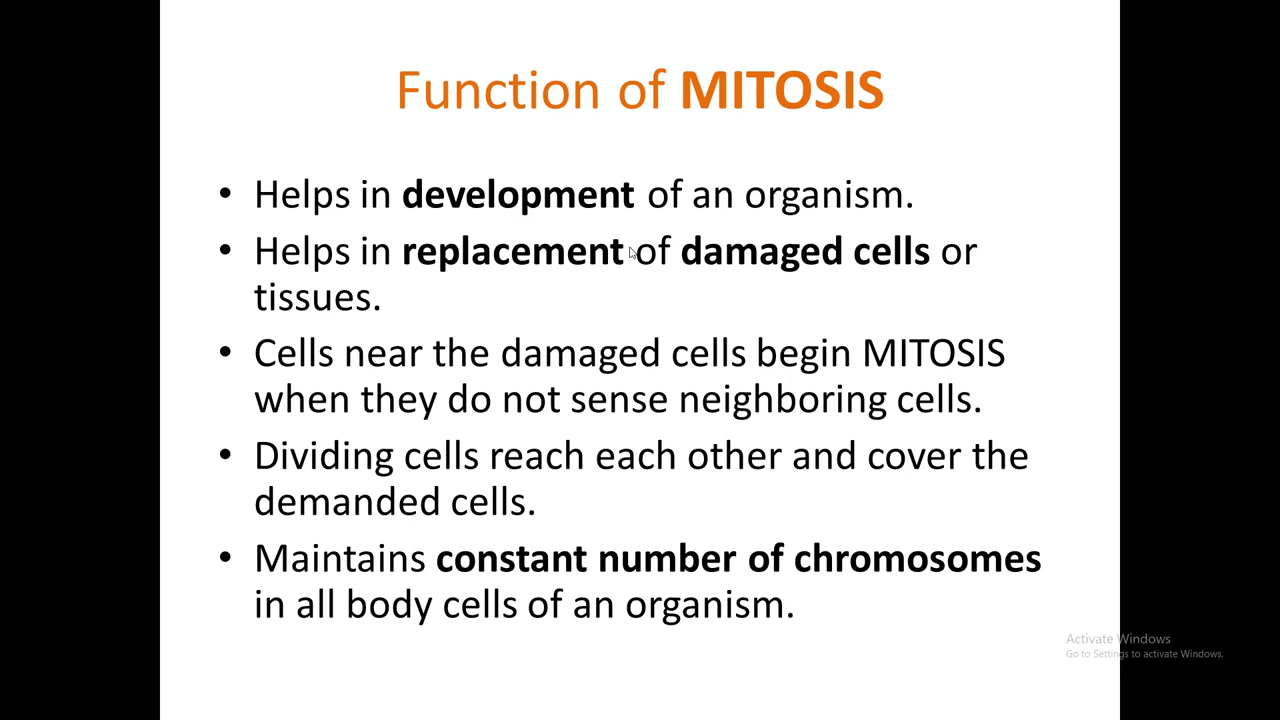 Function of MITOSIS
• Helps in development of an organism.
• Helps in replacement of damaged cells or
tissues.
• Cells near the damaged cells begin MITOSIS
when they do not sense neighboring cells.
• Dividing cells reach each other and cover the
demanded cells.
• Maintains constant number of chromosomes
in all body cells of an organism.
Activate Windows
Go to Settings to activate Windows.